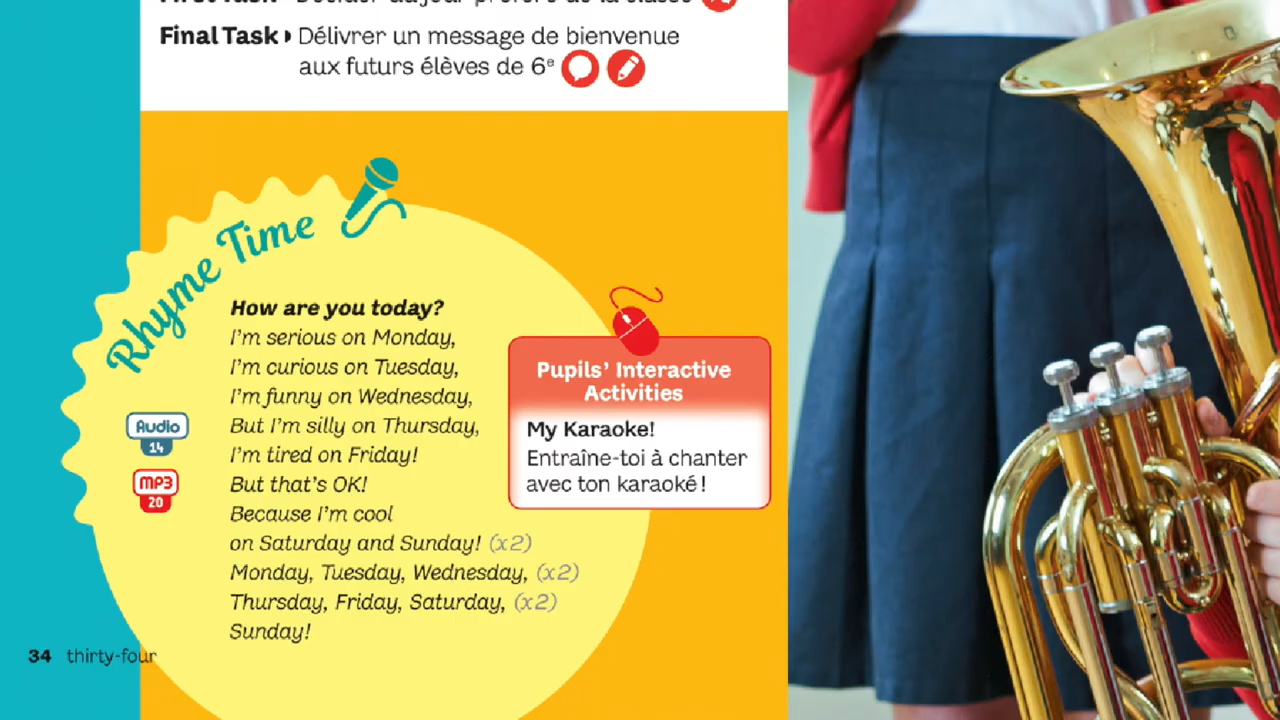 Final Task ▸ Délivrer un message de bienvenue
aux futurs élèves de 6e
Rhyme Time
How are you today?
I'm serious on Monday,
I'm curious on Tuesday,
I'm funny on Wednesday,
But I'm silly on Thursday,
I'm tired on Friday!
But that's OK!
Because I'm cool
on Saturday and Sunday! (x2)
Monday, Tuesday, Wednesday, (x2)
Thursday, Friday, Saturday, (x2)
Sunday!
Audio
14
MP3
20
Pupils' Interactive
Activities
My Karaoke!
Entraîne-toi à chanter
avec ton karaoké !
34 thirty-four